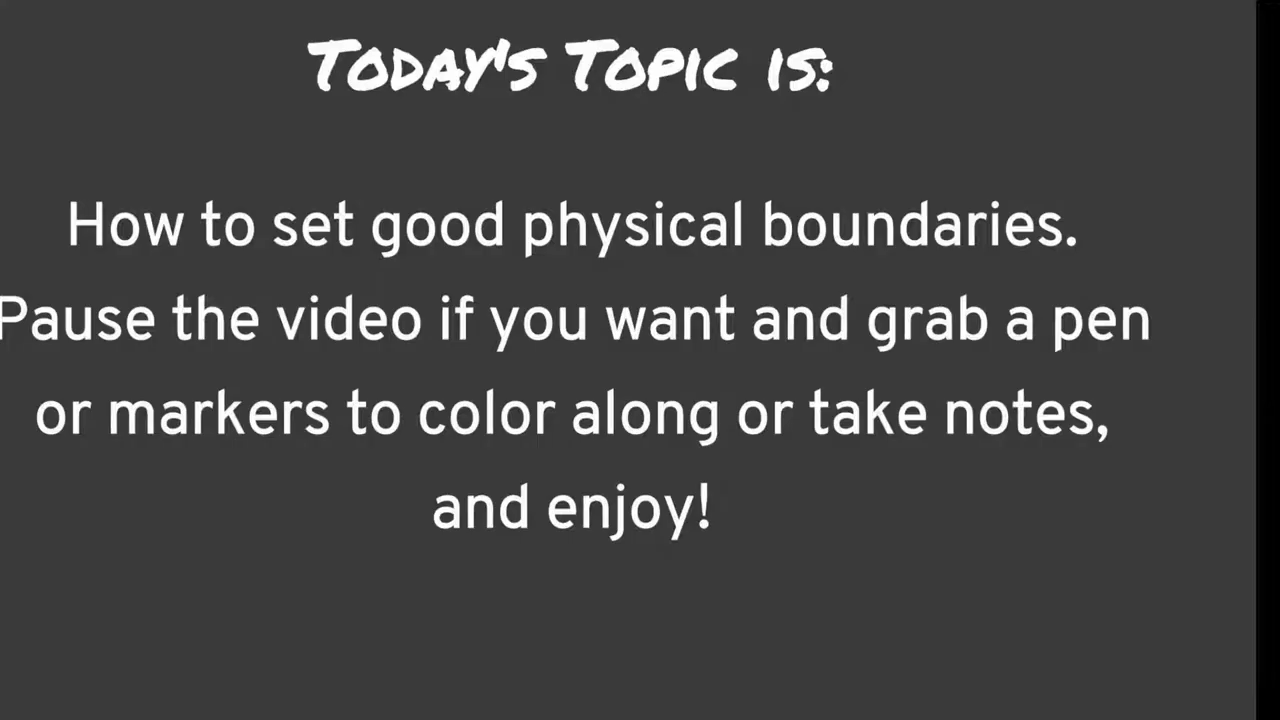 Today's Topic is:
How to set good physical boundaries.
Pause the video if you want and grab a pen
or markers to color along or take notes,
and enjoy!